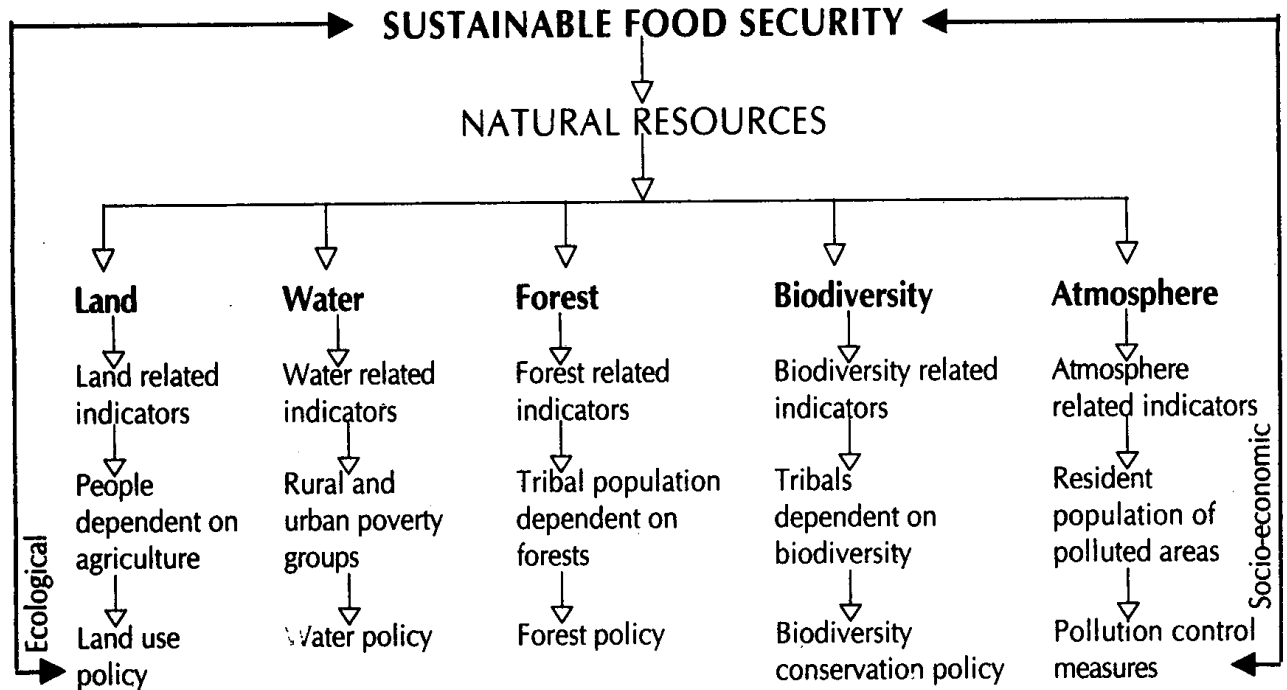 SUSTAINABLE FOOD SECURITY
NATURAL RESOURCES
Land
Water
Forest
Biodiversity
Atmosphere
Land related
indicators
Water related
indicators
Forest related
indicators
Biodiversity related
indicators
Atmosphere
related indicators
People
dependent on
agriculture
Rural and
urban poverty
groups
Tribal population
dependent on
forests
Tribals
dependent on
biodiversity
Resident
population of
polluted areas
Land use
policy
Water policy
Forest policy
Biodiversity
conservation policy
Pollution control
measures
Ecological
Socio-economic